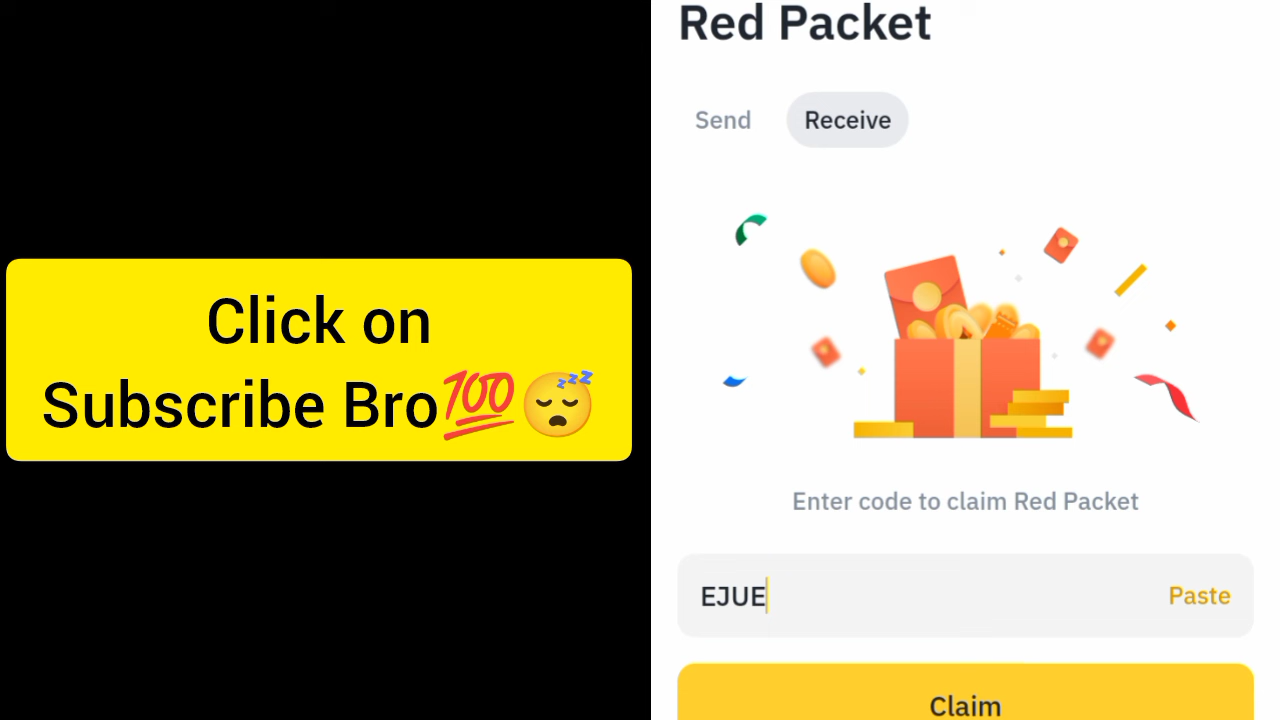 Click on
Subscribe Bro💯😴
Red Packet
Send
Receive
Enter code to claim Red Packet
EJUE
Paste
Claim